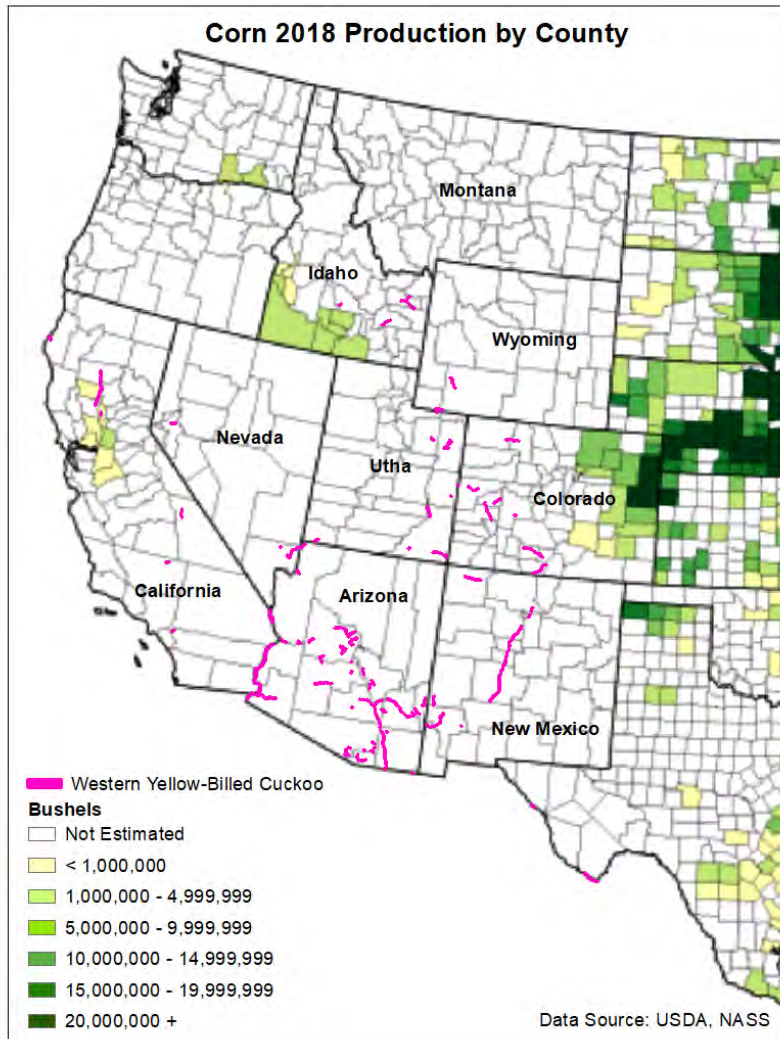 Corn 2018 Production by County
Montana
Idaho
Wyoming
Nevada
Utha
Colorado
California
Arizona
New Mexico
Western Yellow-Billed Cuckoo
Bushels
Not Estimated
< 1,000,000
1,000,000 - 4,999,999
5,000,000 - 9,999,999
10,000,000 - 14,999,999
15,000,000 - 19,999,999
20,000,000 +
Data Source: USDA, NASS